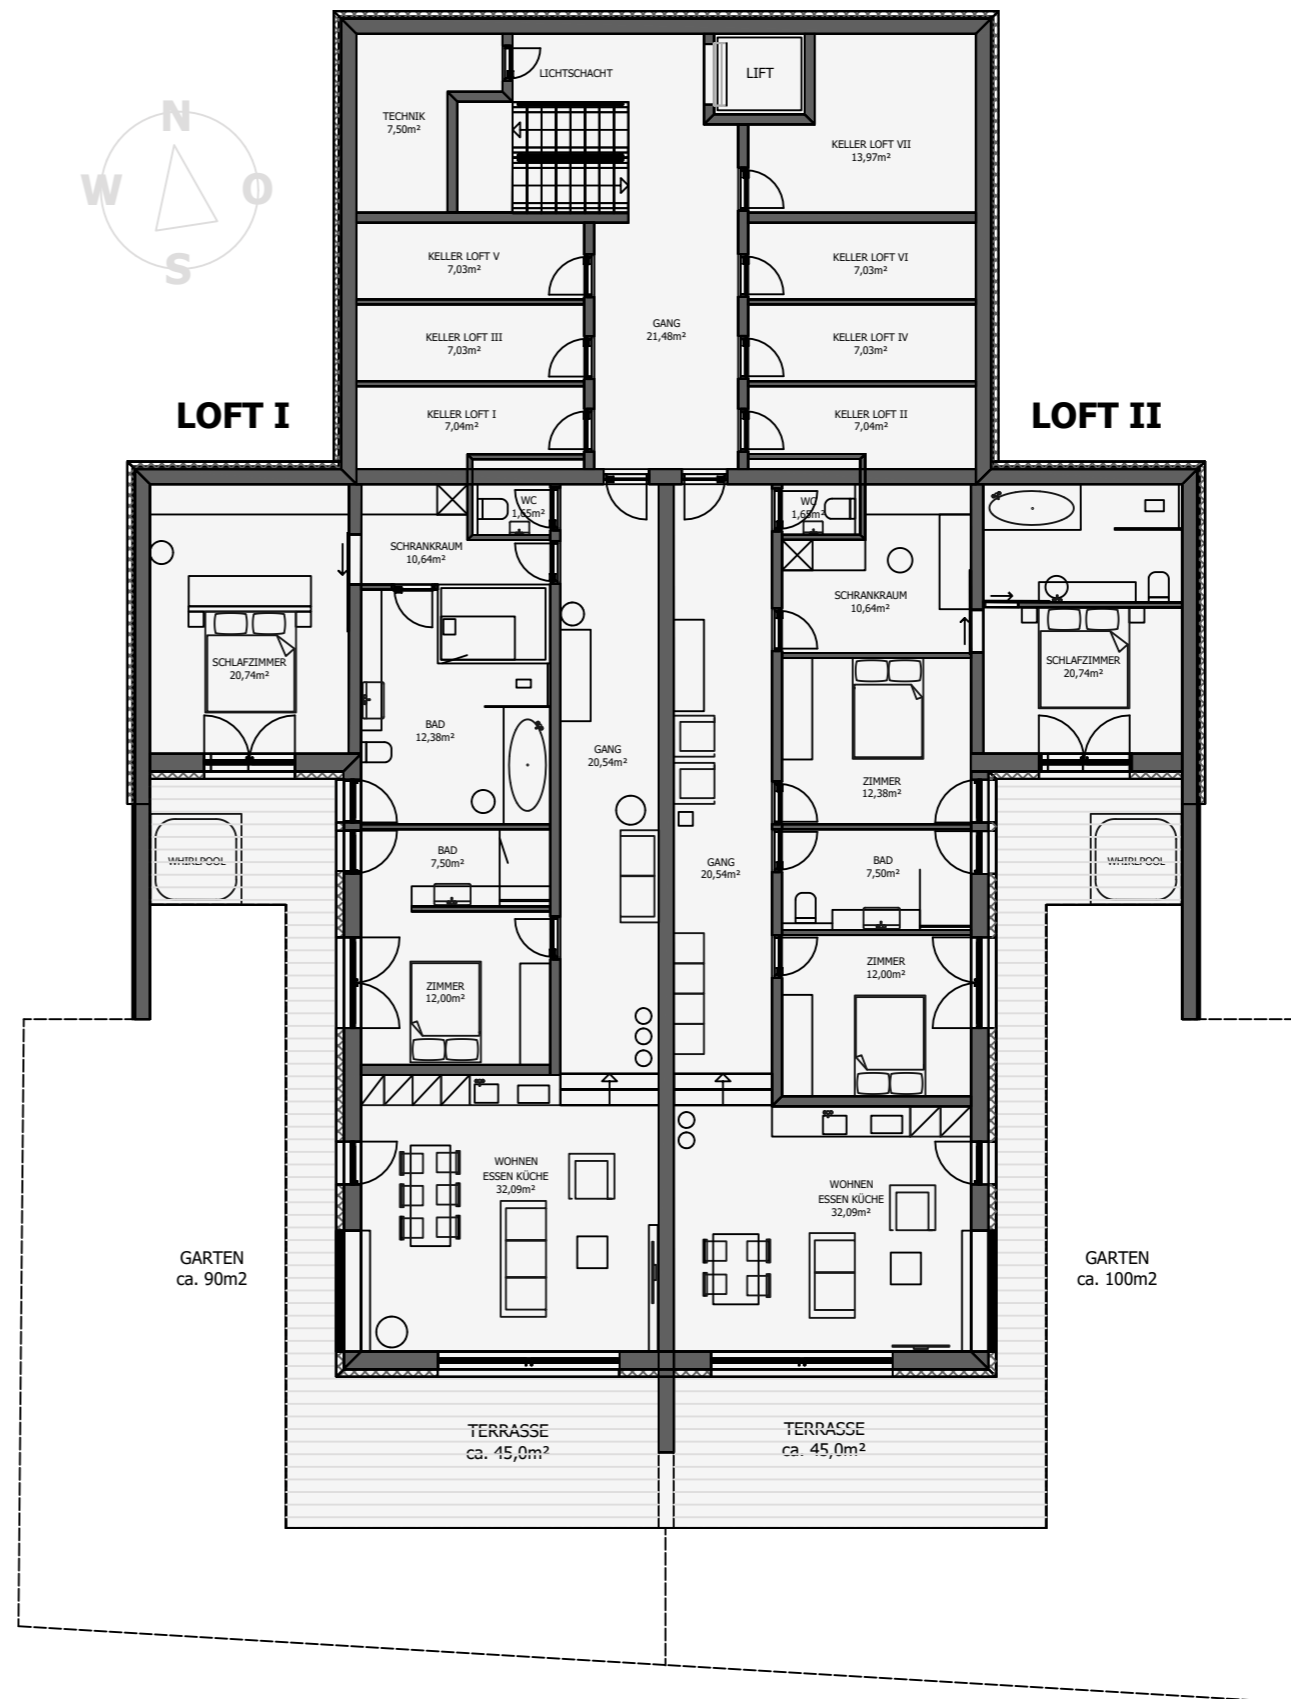 N
W
O
S
LICHTSCHACHT
LIFT
TECHNIK
7,50m²
KELLER LOFT VII
13,97m²
KELLER LOFT V
7,03m²
KELLER LOFT VI
7,03m²
GANG
21,48m²
KELLER LOFT III
7,03m²
KELLER LOFT IV
7,03m²
LOFT I
KELLER LOFT I
7,04m²
KELLER LOFT II
7,04m²
LOFT II
WC
1,65m²
WC
1,65m²
SCHRANKRAUM
10,64m²
SCHRANKRAUM
10,64m²
SCHLAFZIMMER
20,74m²
SCHLAFZIMMER
20,74m²
BAD
12,38m²
GANG
20,54m²
ZIMMER
12,38m²
WHIRLPOOL
BAD
7,50m²
GANG
20,54m²
BAD
7,50m²
WHIRLPOOL
ZIMMER
12,00m²
ZIMMER
12,00m²
WOHNEN
ESSEN KÜCHE
32,09m²
WOHNEN
ESSEN KÜCHE
32,09m²
GARTEN
ca. 90m2
GARTEN
ca. 100m2
TERRASSE
ca. 45,0m²
TERRASSE
ca. 45,0m²